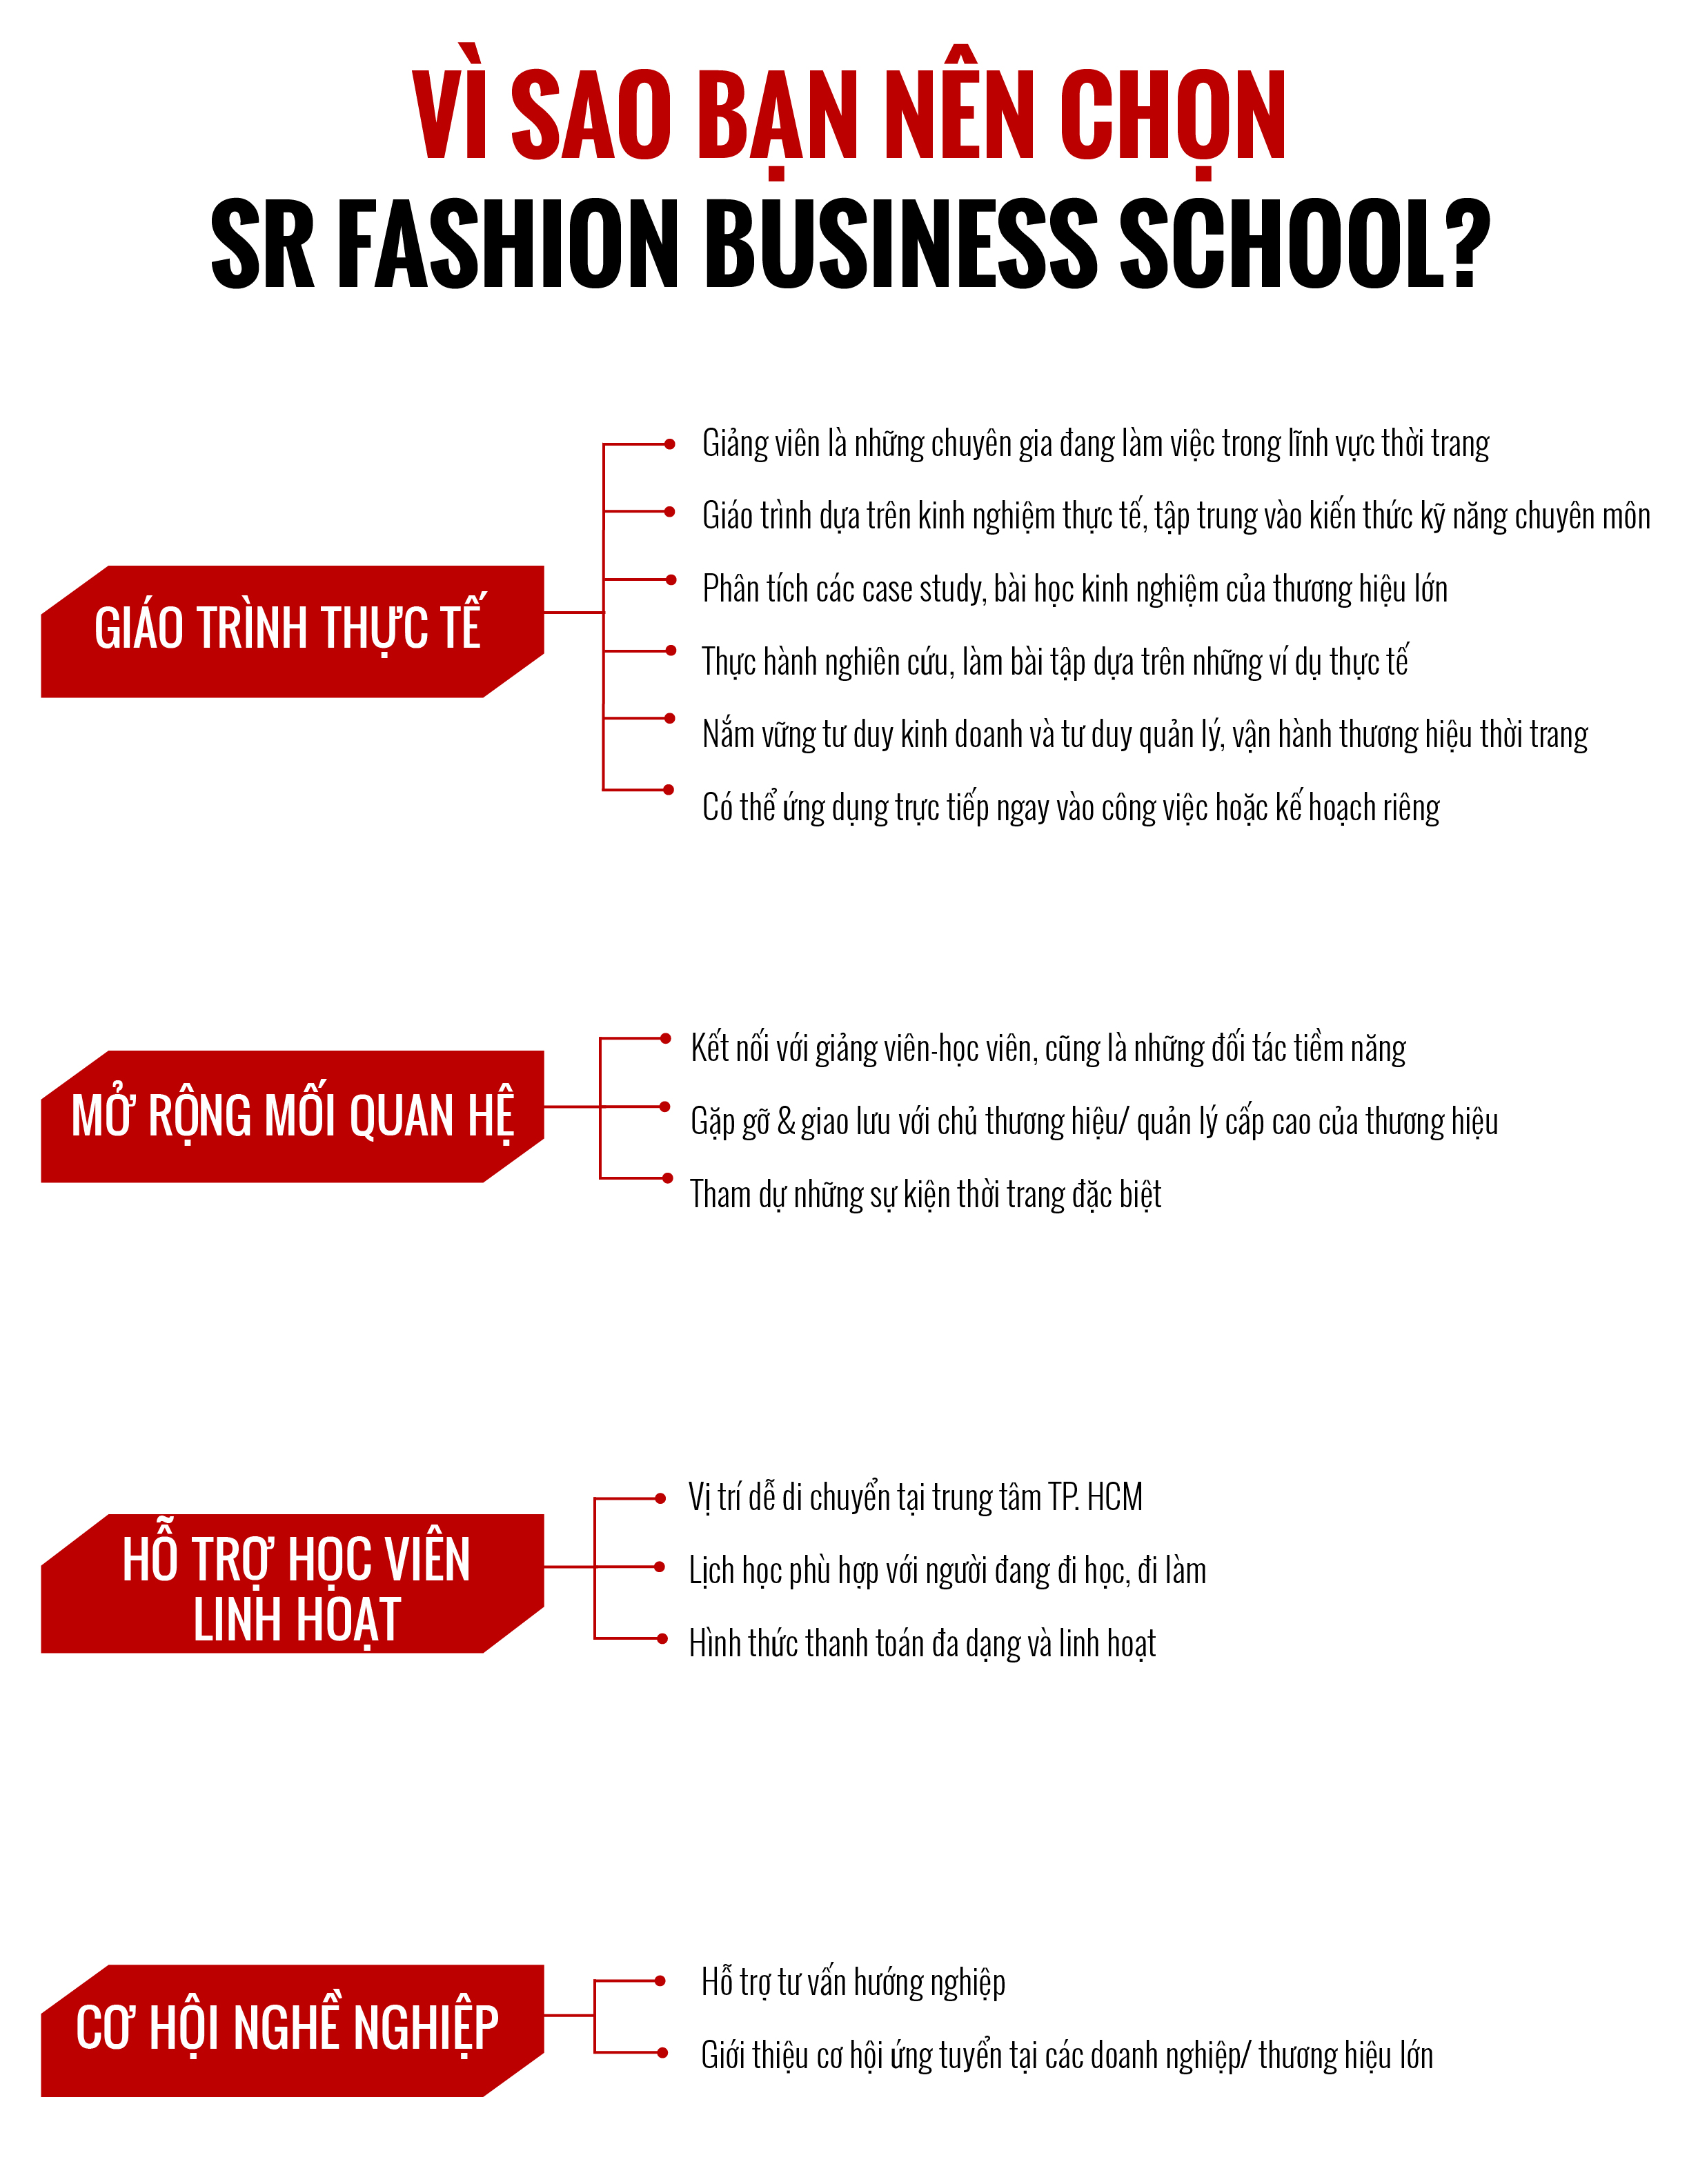 VÌ SAO BẠN NÊN CHỌN
SR FASHION BUSINESS SCHOOL?
GIÁO TRÌNH THỰC TẾ
Giảng viên là những chuyên gia đang làm việc trong lĩnh vực thời trang
Giáo trình dựa trên kinh nghiệm thực tế, tập trung vào kiến thức kỹ năng chuyên môn
Phân tích các case study, bài học kinh nghiệm của thương hiệu lớn
Thực hành nghiên cứu, làm bài tập dựa trên những ví dụ thực tế
Nắm vững tư duy kinh doanh và tư duy quản lý, vận hành thương hiệu thời trang
Có thể ứng dụng trực tiếp ngay vào công việc hoặc kế hoạch riêng
MỞ RỘNG MỐI QUAN HỆ
Kết nối với giảng viên-học viên, cũng là những đối tác tiềm năng
Gặp gỡ & giao lưu với chủ thương hiệu/ quản lý cấp cao của thương hiệu
Tham dự những sự kiện thời trang đặc biệt
HỖ TRỢ HỌC VIÊN
LINH HOẠT
Vị trí dễ di chuyển tại trung tâm TP. HCM
Lịch học phù hợp với người đang đi học, đi làm
Hình thức thanh toán đa dạng và linh hoạt
CƠ HỘI NGHỀ NGHIỆP
Hỗ trợ tư vấn hướng nghiệp
Giới thiệu cơ hội ứng tuyển tại các doanh nghiệp/ thương hiệu lớn